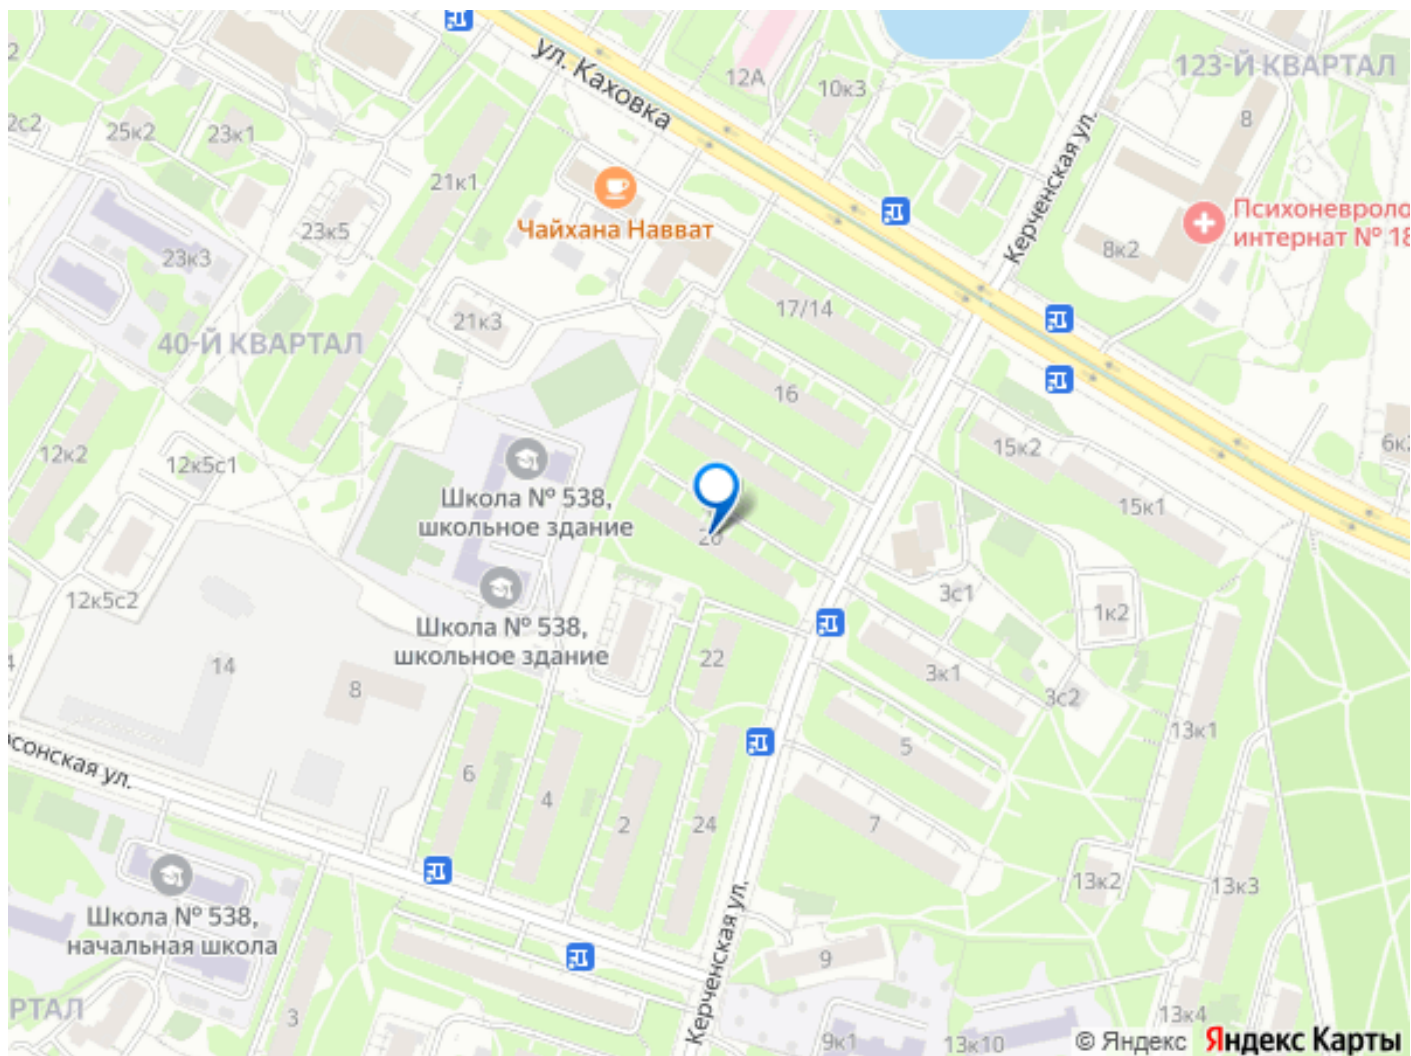 ул. Каховка
12А
10к3
123-Й КВАРТАЛ
8
2с2
25к2
23к1
21к1
Керченская ул.
Чайхана Навват
Психоневроло
интернат № 18
8к2
23к5
23к3
21к3
17/14
40-Й КВАРТАЛ
16
12к2
12к5с1
15к2
6к2
Школа № 538,
школьное здание
15к1
12к5с2
3с1
1к2
Школа № 538,
школьное здание
14
8
22
3к1
3с2
5
13к1
сонская ул.
6
4
2
24
7
13к2
13к3
Школа № 538,
начальная школа
Керченская ул.
9
РТАЛ
3
9к1
13к10
13к4
© Яндекс
Яндекс Карты